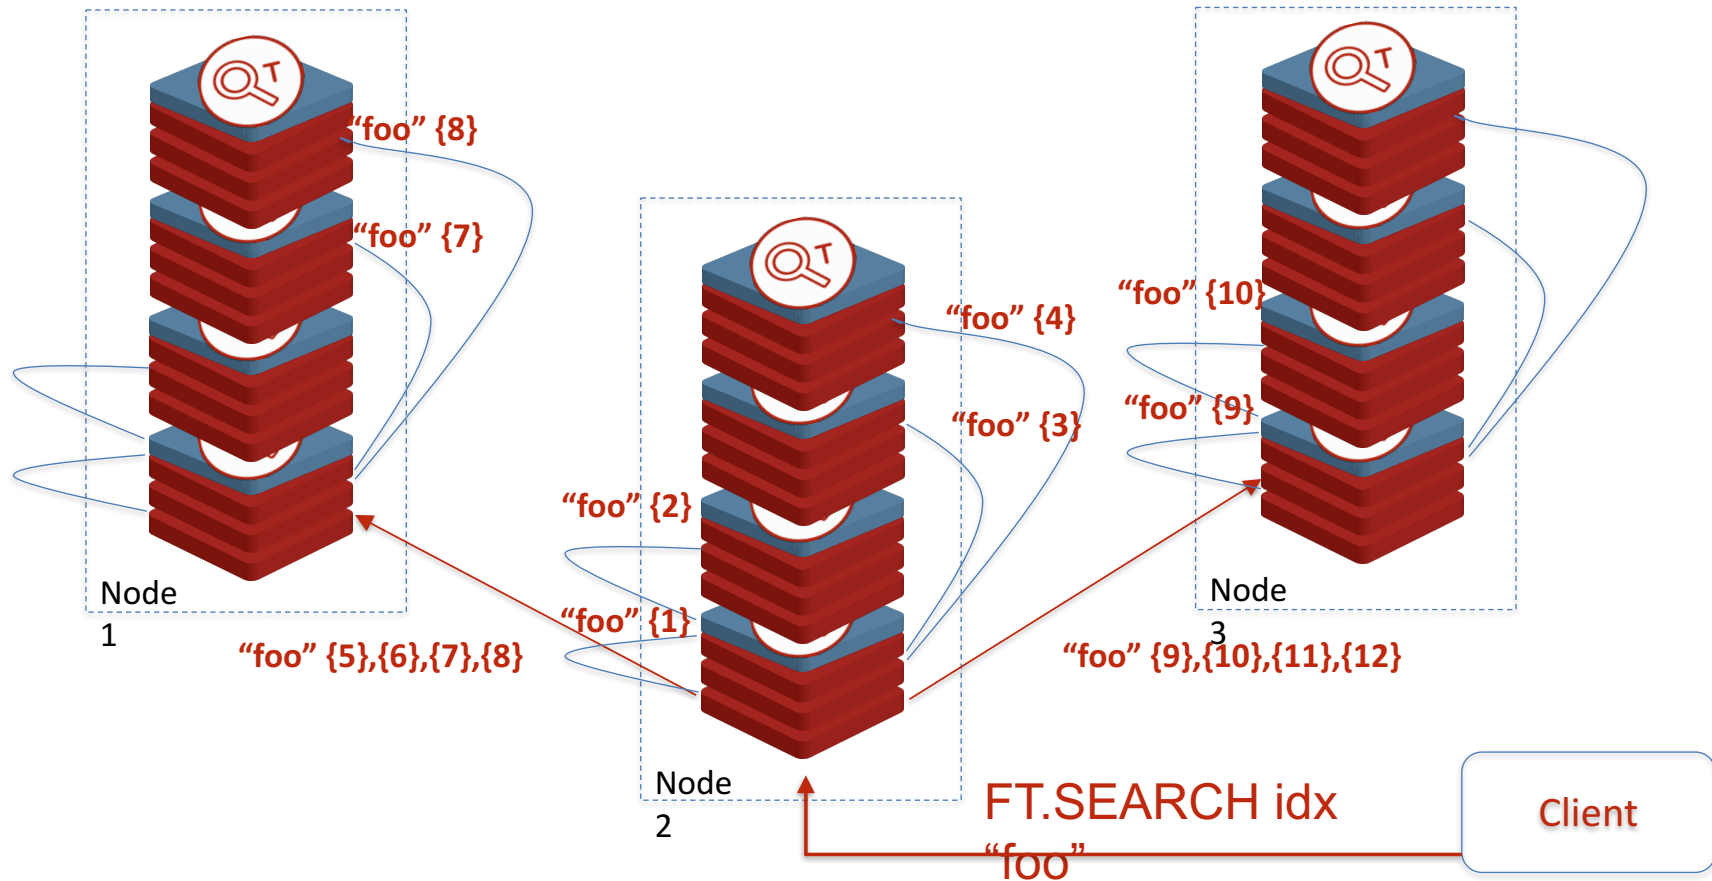 T
T
“foo” {8}
“foo” {7}
T
“foo” {10}
“foo” {4}
“foo” {9}
“foo” {3}
“foo” {2}
Node
1
Node
3
“foo” {1}
“foo” {5},{6},{7},{8}
“foo” {9},{10},{11},{12}
Node
2
FT.SEARCH idx
“foo”
Client